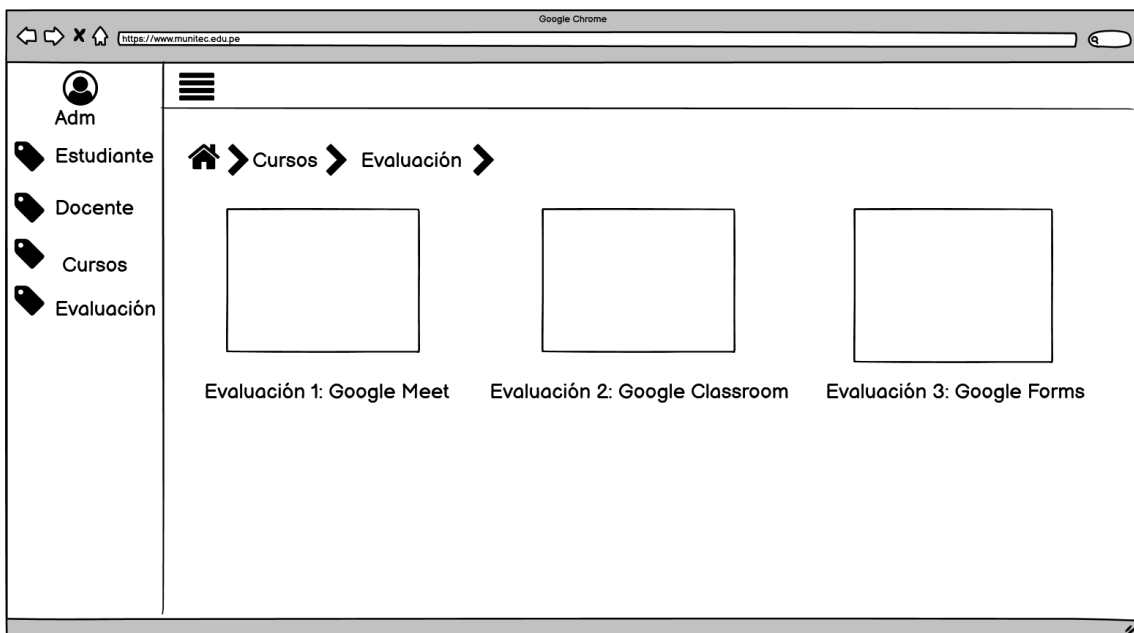 Google Chrome
https://www.munitec.edu.pe
Adm
Estudiante
Docente
Cursos
Evaluación
Cursos Evaluación
Evaluación 1: Google Meet
Evaluación 2: Google Classroom
Evaluación 3: Google Forms